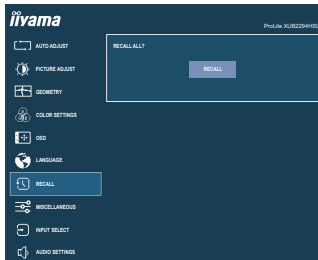 iiyama
ProLite XUB2294HSU
AUTO ADJUST
RECALL ALL?
PICTURE ADJUST
RECALL
GEOMETRY
COLOR SETTINGS
OSD
LANGUAGE
RECALL
MISCELLANEOUS
INPUT SELECT
AUDIO SETTINGS